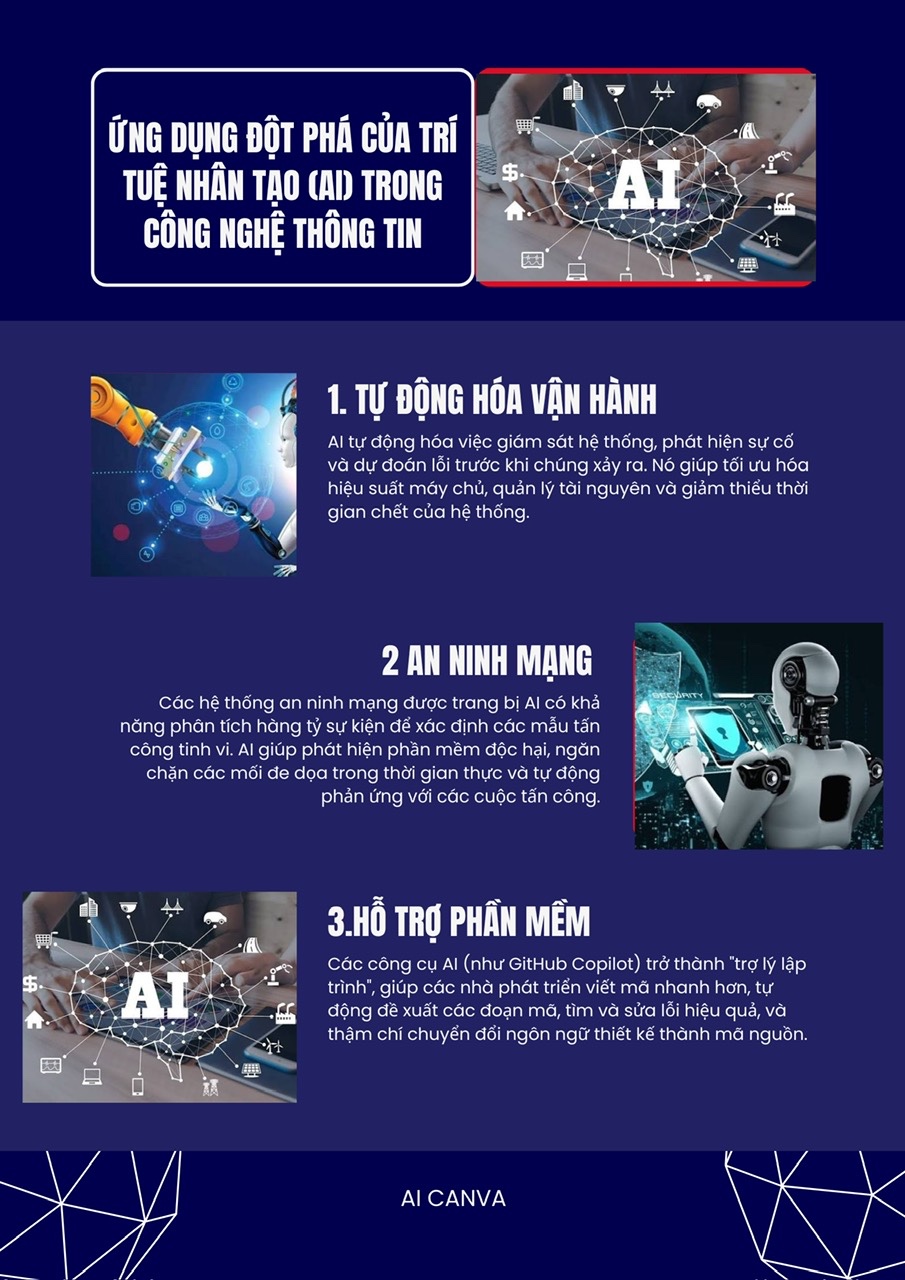 ỨNG DỤNG ĐỘT PHÁ CỦA TRÍ
TUỆ NHÂN TẠO (AI) TRONG
CÔNG NGHỆ THÔNG TIN
AI
$
1. TỰ ĐỘNG HÓA VẬN HÀNH
AI tự động hóa việc giám sát hệ thống, phát hiện sự cố
và dự đoán lỗi trước khi chúng xảy ra. Nó giúp tối ưu hóa
hiệu suất máy chủ, quản lý tài nguyên và giảm thiểu thời
gian chết của hệ thống.
2 AN NINH MẠNG
Các hệ thống an ninh mạng được trang bị AI có khả
năng phân tích hàng tỷ sự kiện để xác định các mẫu tấn
công tinh vi. AI giúp phát hiện phần mềm độc hại, ngăn
chặn các mối đe dọa trong thời gian thực và tự động
phản ứng với các cuộc tấn công.
SECURITY
3.HỖ TRỢ PHẦN MỀM
Các công cụ AI (như GitHub Copilot) trở thành "trợ lý lập
trình", giúp các nhà phát triển viết mã nhanh hơn, tự
động đề xuất các đoạn mã, tìm và sửa lỗi hiệu quả, và
thậm chí chuyển đổi ngôn ngữ thiết kế thành mã nguồn.
AI
$
AI CANVA